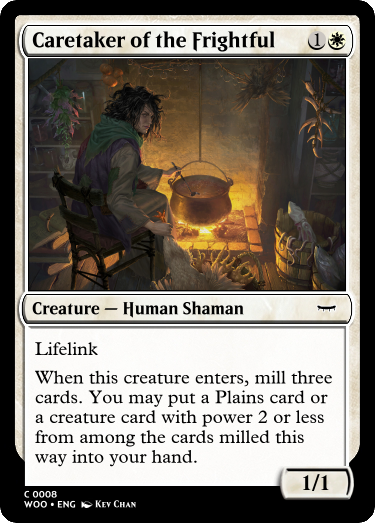 Caretaker of the Frightful 1
Creature — Human Shaman
Lifelink
When this creature enters, mill three
cards. You may put a Plains card or
a creature card with power 2 or less
from among the cards milled this
way into your hand.
1/1
C 0008
WOO • ENG Kev Chan